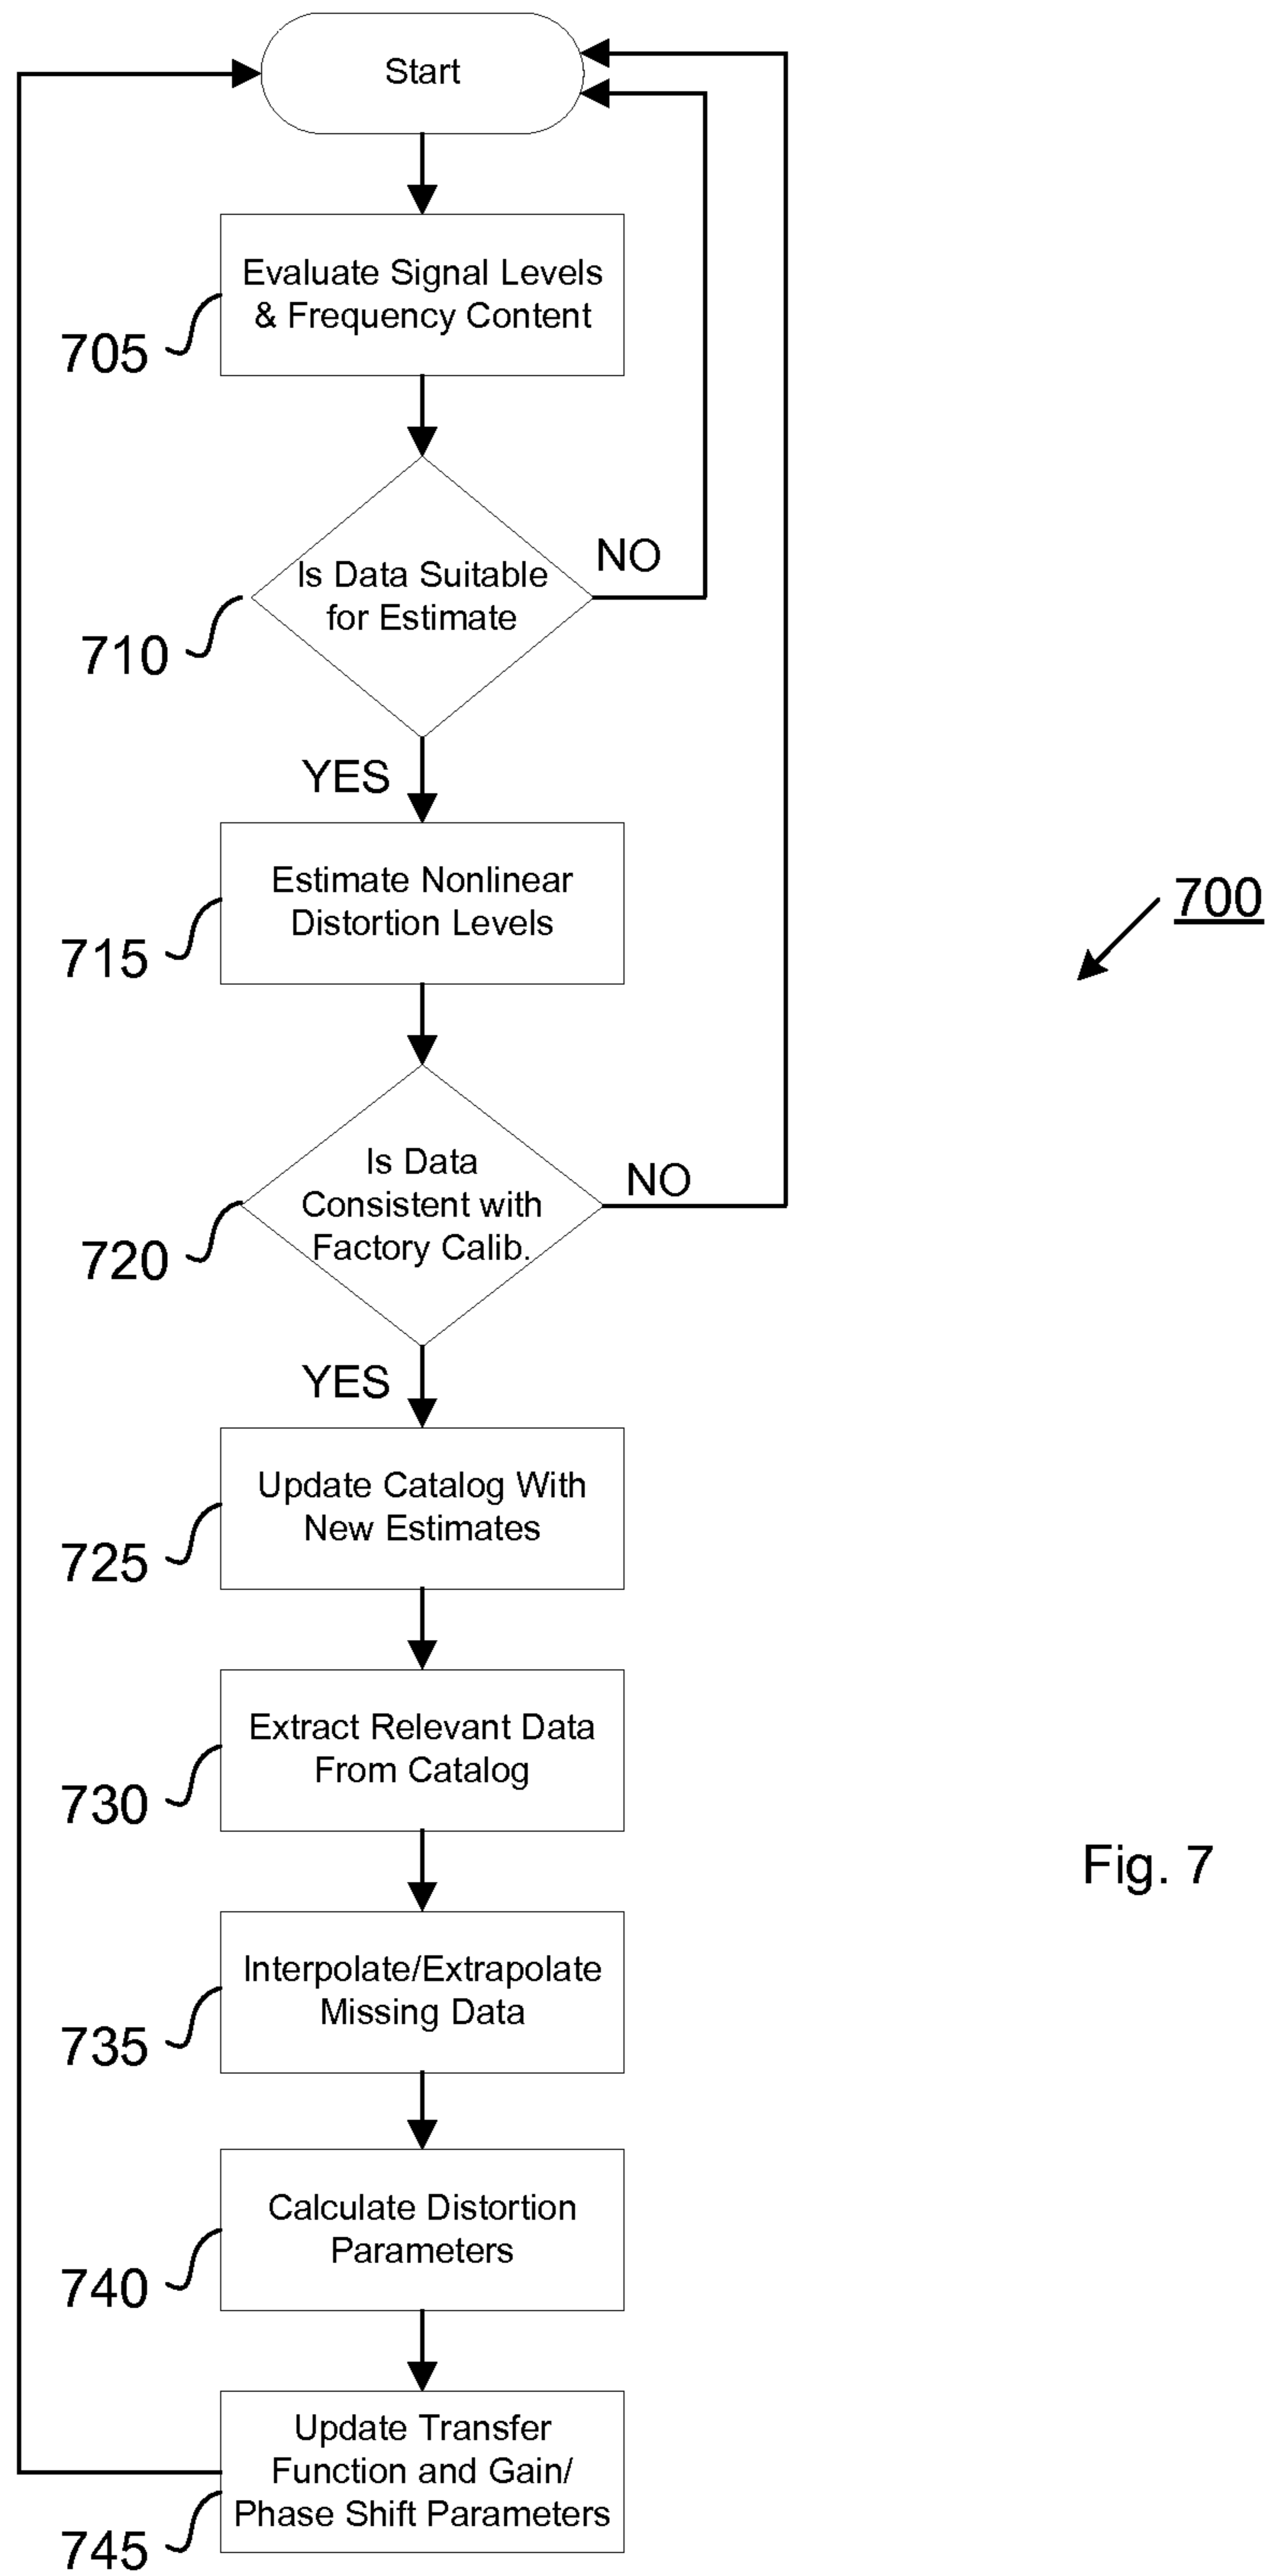 Start
Evaluate Signal Levels
& Frequency Content
705
Is Data Suitable
for Estimate
NO
710
YES
Estimate Nonlinear
Distortion Levels
715
700
Is Data
Consistent with
Factory Calib.
NO
720
YES
Update Catalog With
New Estimates
725
Extract Relevant Data
From Catalog
730
Fig. 7
Interpolate/Extrapolate
Missing Data
735
Calculate Distortion
Parameters
740
Update Transfer
Function and Gain/
Phase Shift Parameters
745